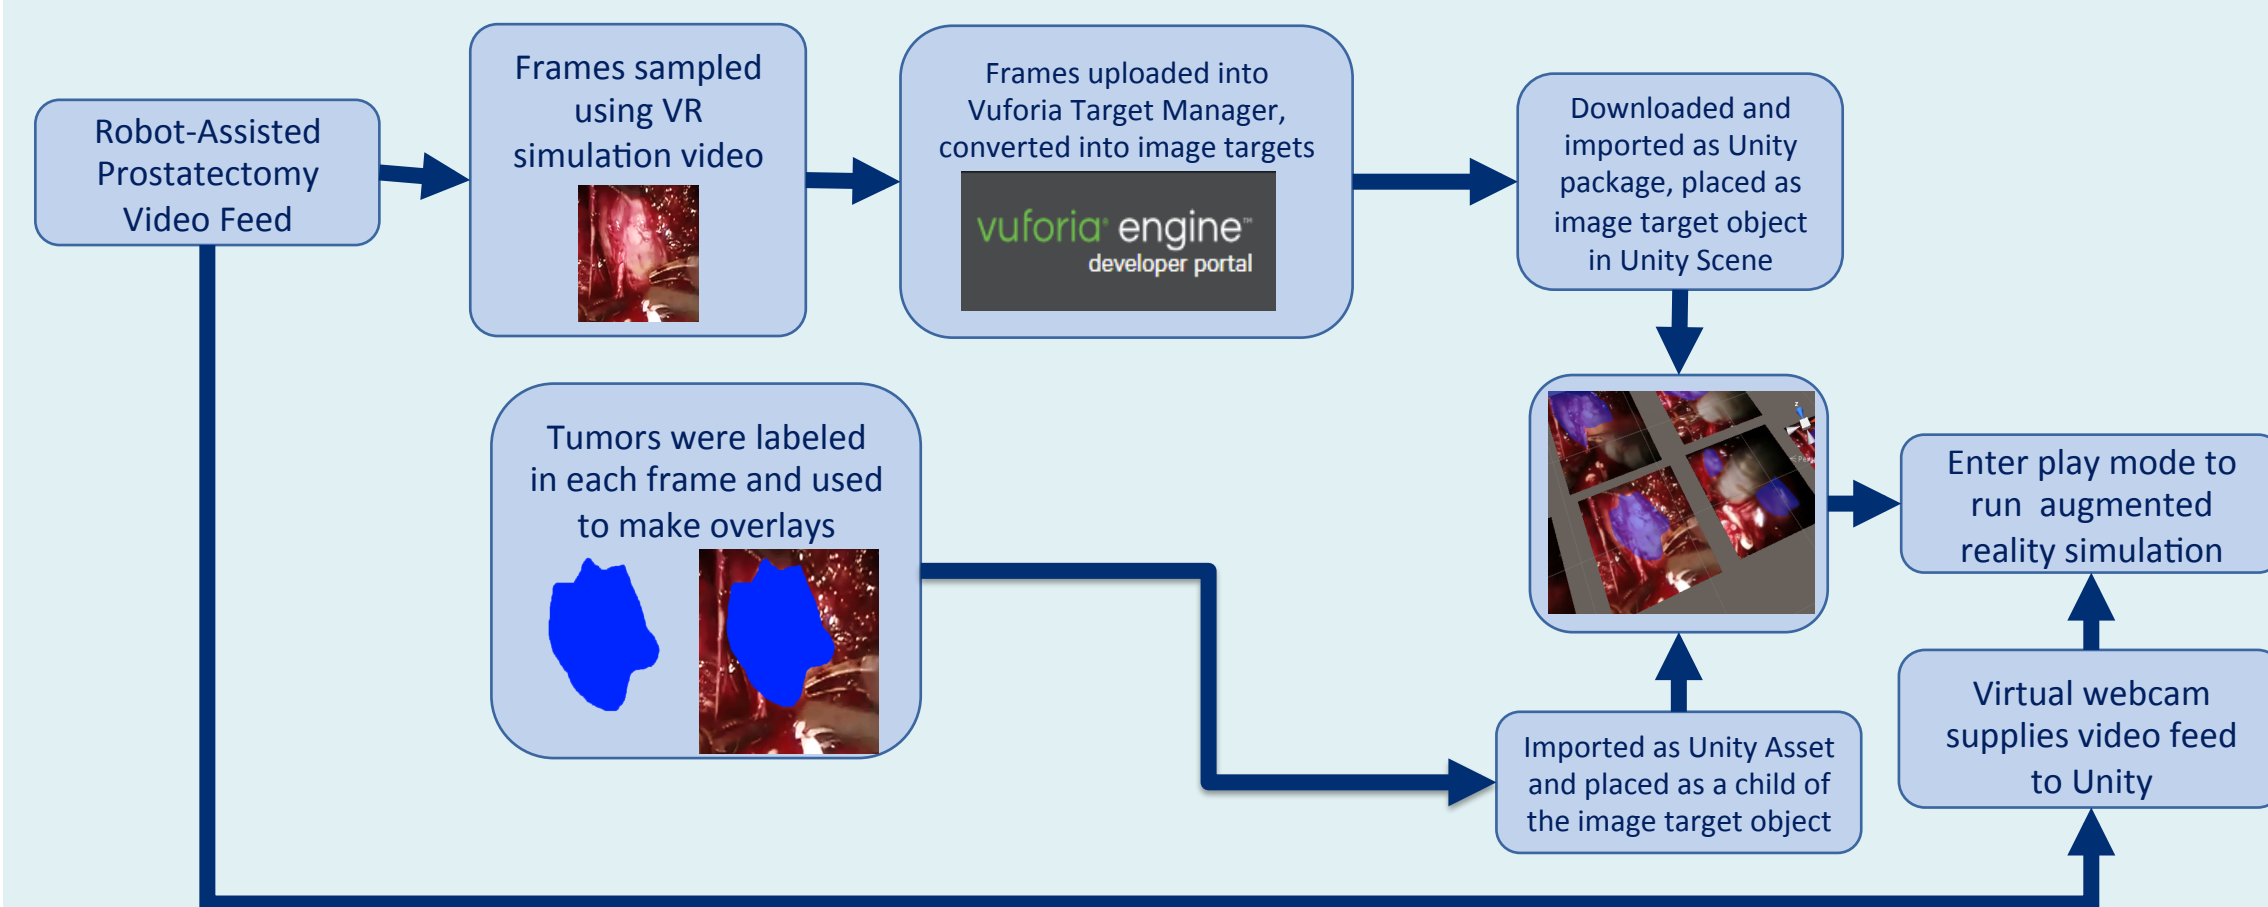 Robot-Assisted
Prostatectomy
Video Feed
Frames sampled
using VR
simulation video
Frames uploaded into
Vuforia Target Manager,
converted into image targets
vuforia® engine™
developer portal
Downloaded and
imported as Unity
package, placed as
image target object
in Unity Scene
Tumors were labeled
in each frame and used
to make overlays
z
Imported as Unity Asset
and placed as a child of
the image target object
Enter play mode to
run augmented
reality simulation
Virtual webcam
supplies video feed
to Unity